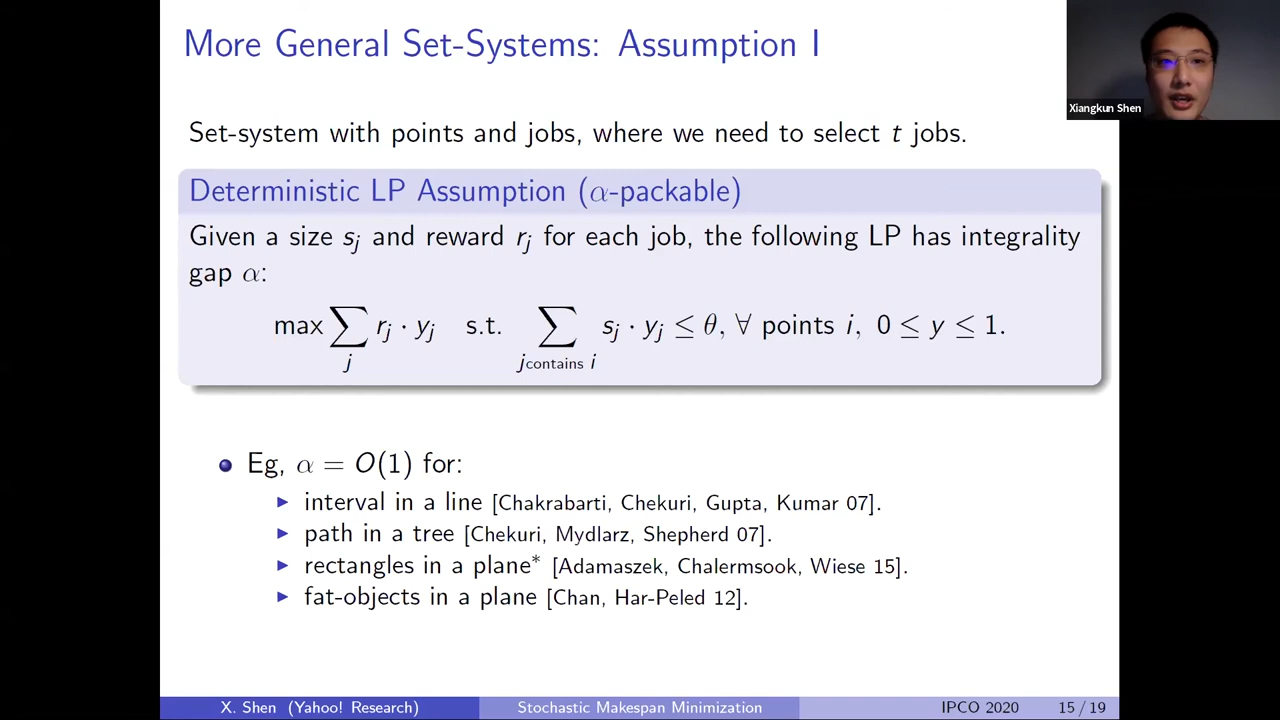 More General Set-Systems: Assumption I
Xiangkun Shen
Set-system with points and jobs, where we need to select t jobs.
Deterministic LP Assumption (α-packable)
Given a size s_j and reward r_j for each job, the following LP has integrality
gap α:
max ∑_j r_j · y_j s.t. ∑_{j contains i} s_j · y_j ≤ θ, ∀ points i, 0 ≤ y ≤ 1.
Eg, α = O(1) for:
interval in a line [Chakrabarti, Chekuri, Gupta, Kumar 07].
path in a tree [Chekuri, Mydlarz, Shepherd 07].
rectangles in a plane* [Adamaszek, Chalermsook, Wiese 15].
fat-objects in a plane [Chan, Har-Peled 12].
X. Shen (Yahoo! Research) Stochastic Makespan Minimization IPCO 2020 15 / 19